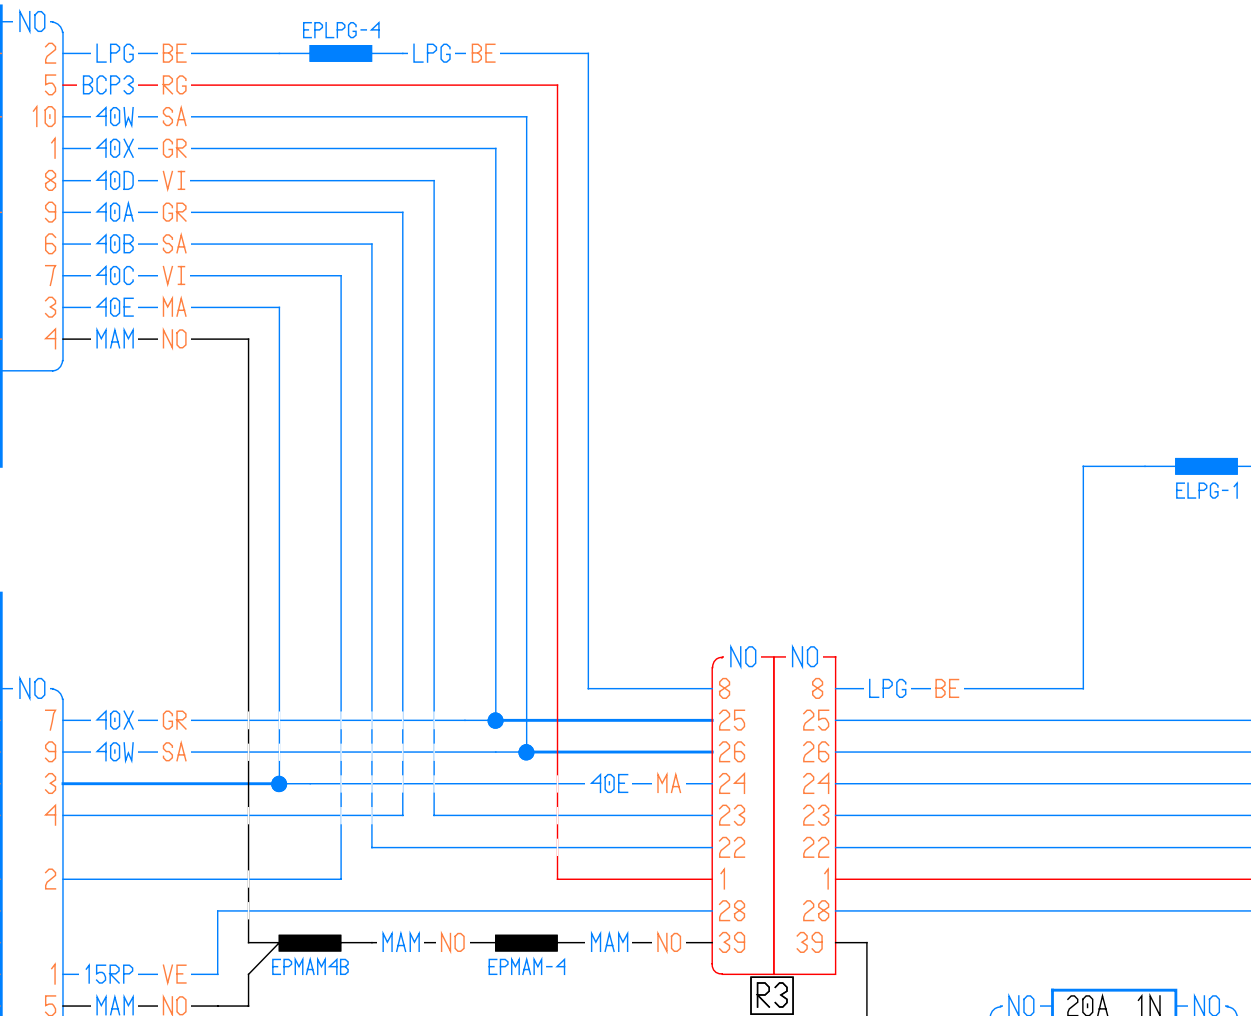 NO
EPLPG-4
2 LPG BE LPG BE
5 BCP3 RG
10 40W SA
1 40X GR
8 40D VI
9 40A GR
6 40B SA
7 40C VI
3 40E MA
4 MAM NO
ELPG-1
NO NO
NO
8 8 LPG BE
7 40X GR 25 25
9 40W SA 26 26
3 40E MA 24 24
4 23 23
22 22
2 1 1
28 28
MAM NO MAM NO 39 39
EPMAM4B EPMAM-4
1 15RP VE
R3
5 MAM NO NO 20A 1N NO